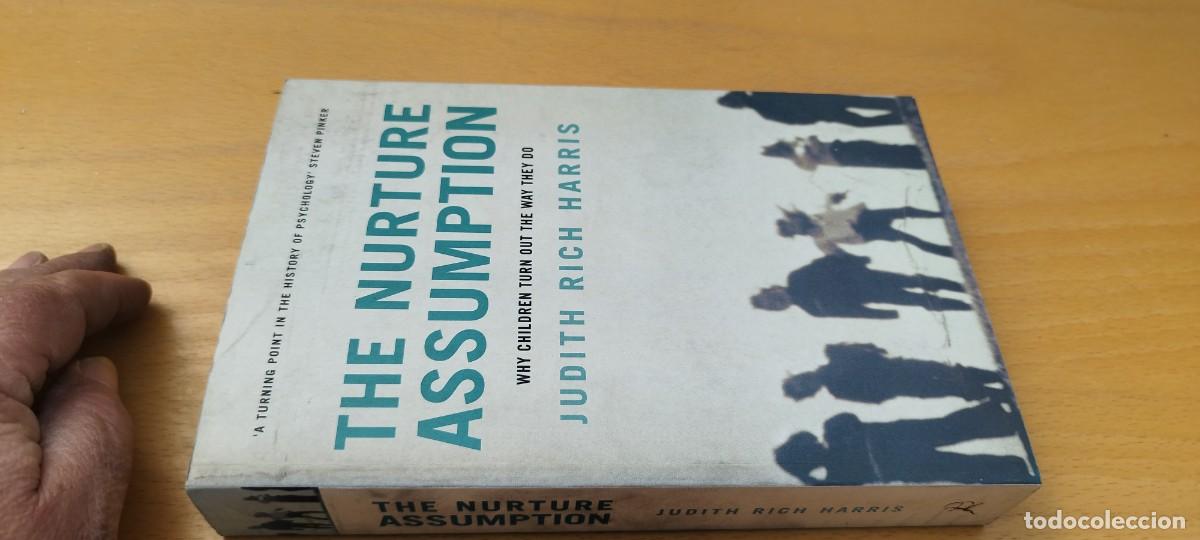 'A TURNING POINT IN THE HISTORY OF PSYCHOLOGY' STEVEN PINKER
THE NURTURE
ASSUMPTION
WHY CHILDREN TURN OUT THE WAY THEY DO
JUDITH RICH HARRIS
THE NURTURE
ASSUMPTION
JUDITH RICH HARRIS
todocoleccion